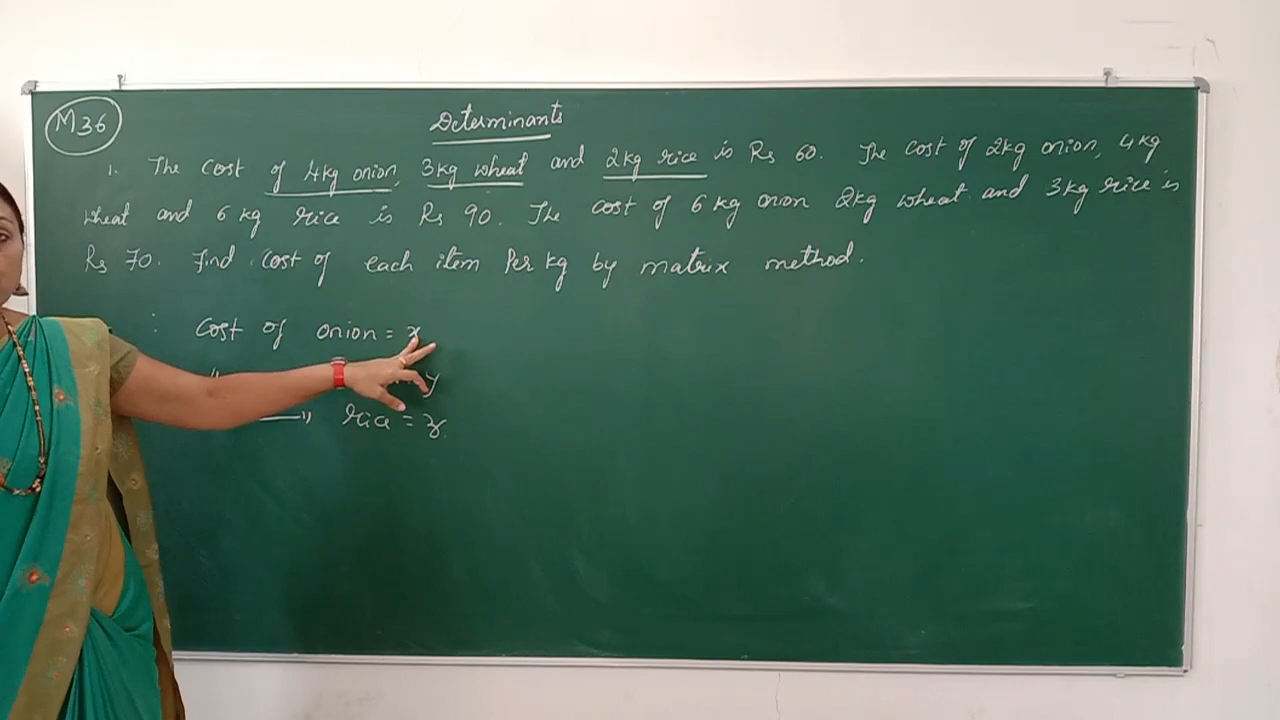 M36
Determinants
1. The cost of 4kg onion, 3kg wheat and 2kg rice is Rs 60. The cost of 2kg onion, 4kg
wheat and 6 kg rice is Rs 90. The cost of 6 kg onion 2kg wheat and 3kg rice is
Rs 70. Find cost of each item Per kg by matrix method.
: Cost of onion = x
y
—〃 rice = z.